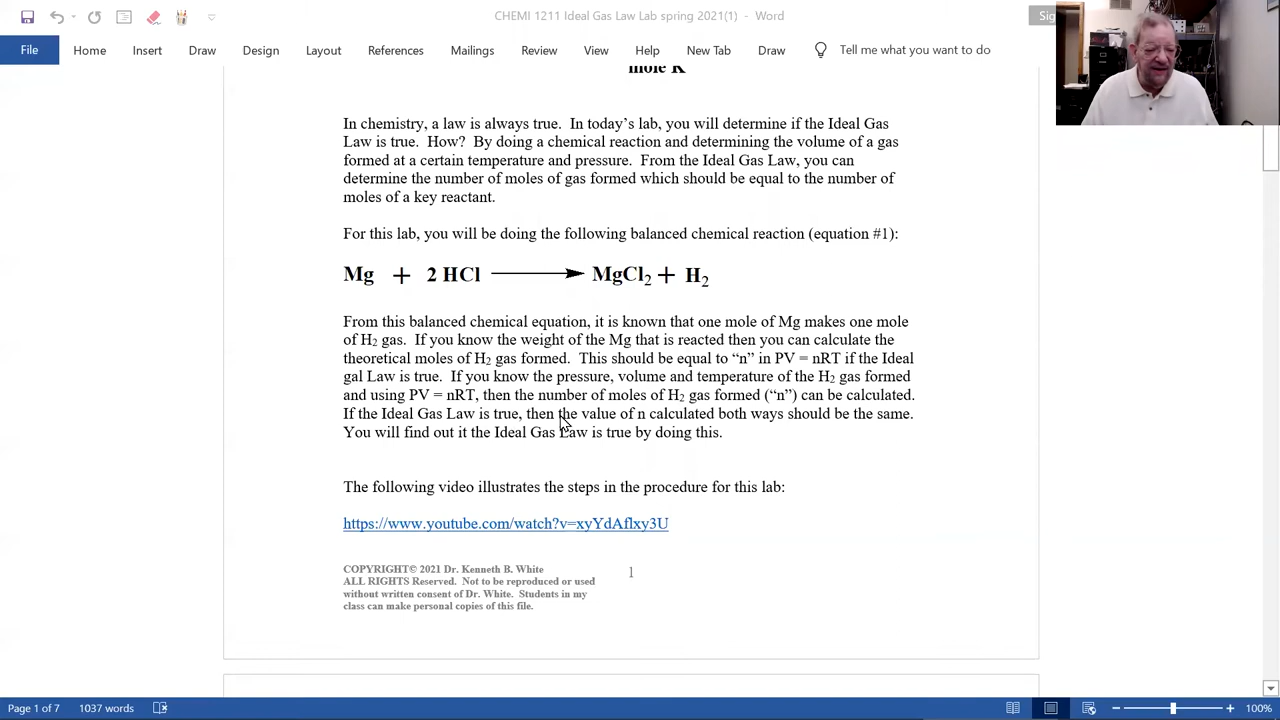 CHEMI 1211 Ideal Gas Law Lab spring 2021(1) - Word
Sig
File Home Insert Draw Design Layout References Mailings Review View Help New Tab Draw Tell me what you want to do
mole K
In chemistry, a law is always true. In today's lab, you will determine if the Ideal Gas
Law is true. How? By doing a chemical reaction and determining the volume of a gas
formed at a certain temperature and pressure. From the Ideal Gas Law, you can
determine the number of moles of gas formed which should be equal to the number of
moles of a key reactant.
For this lab, you will be doing the following balanced chemical reaction (equation #1):
Mg + 2 HCl → MgCl₂ + H₂
From this balanced chemical equation, it is known that one mole of Mg makes one mole
of H₂ gas. If you know the weight of the Mg that is reacted then you can calculate the
theoretical moles of H₂ gas formed. This should be equal to "n" in PV = nRT if the Ideal
gal Law is true. If you know the pressure, volume and temperature of the H₂ gas formed
and using PV = nRT, then the number of moles of H₂ gas formed ("n") can be calculated.
If the Ideal Gas Law is true, then the value of n calculated both ways should be the same.
You will find out it the Ideal Gas Law is true by doing this.
The following video illustrates the steps in the procedure for this lab:
https://www.youtube.com/watch?v=xyYdAflxy3U
COPYRIGHT© 2021 Dr. Kenneth B. White
1
ALL RIGHTS Reserved. Not to be reproduced or used
without written consent of Dr. White. Students in my
class can make personal copies of this file.
Page 1 of 7 1037 words 100%